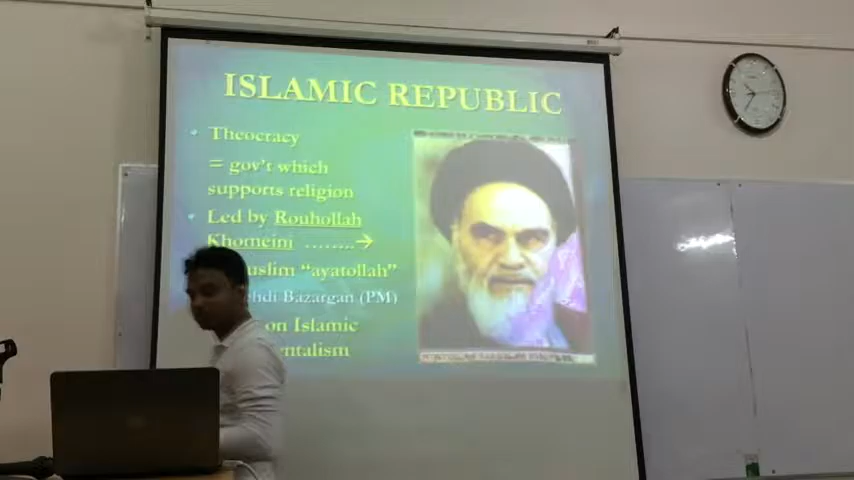 ISLAMIC REPUBLIC
• Theocracy
= gov't which
supports religion
• Led by Rouhollah
Khomeini ........→
uslim "ayatollah"
hdi Bazargan (PM)
on Islamic
entalism